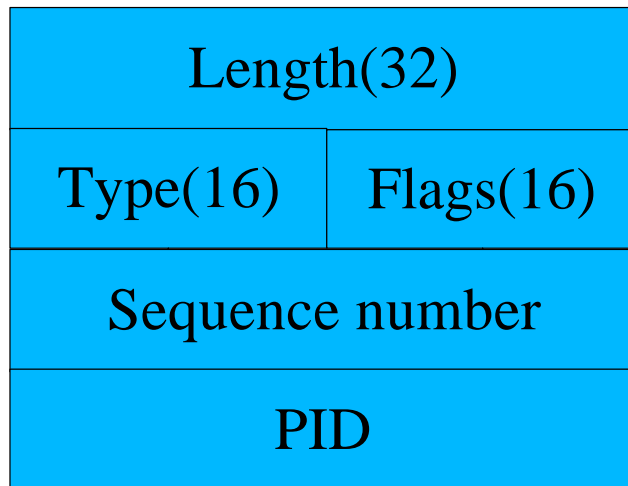 Length(32)
Type(16) Flags(16)
Sequence number
PID